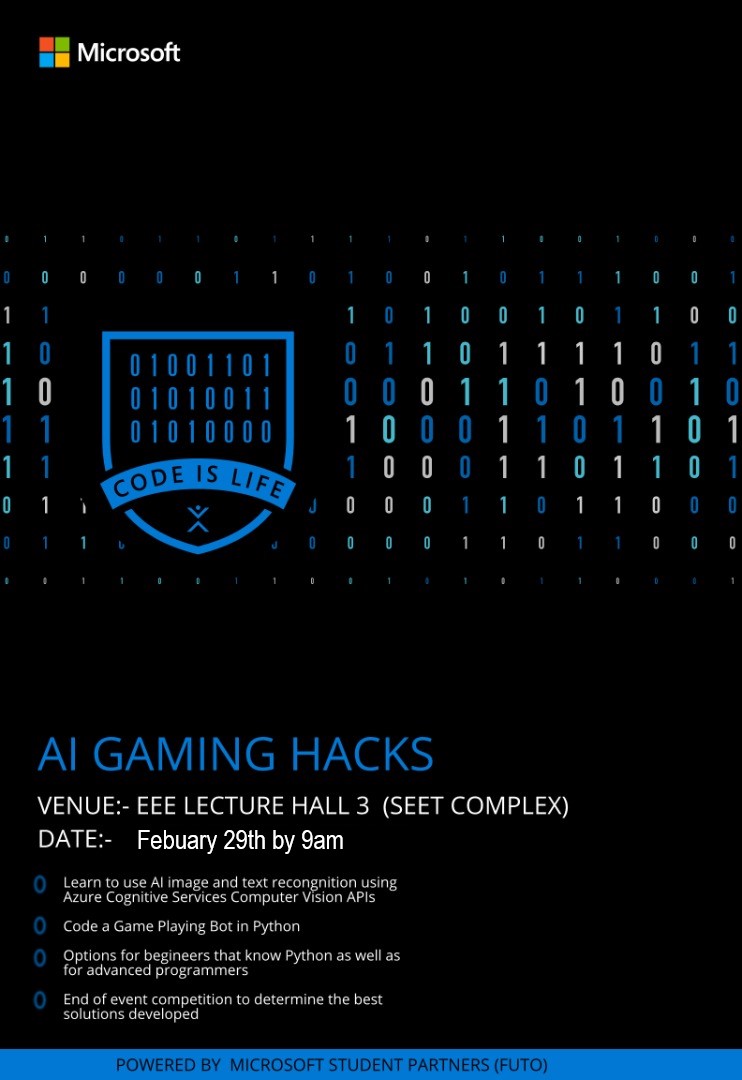 Microsoft
01001101
01010011
01010000
CODE IS LIFE
AI GAMING HACKS
VENUE:- EEE LECTURE HALL 3 (SEET COMPLEX)
DATE:- Febuary 29th by 9am
Learn to use AI image and text recongnition using
Azure Cognitive Services Computer Vision APIs
Code a Game Playing Bot in Python
Options for begineers that know Python as well as
for advanced programmers
End of event competition to determine the best
solutions developed
POWERED BY MICROSOFT STUDENT PARTNERS (FUTO)